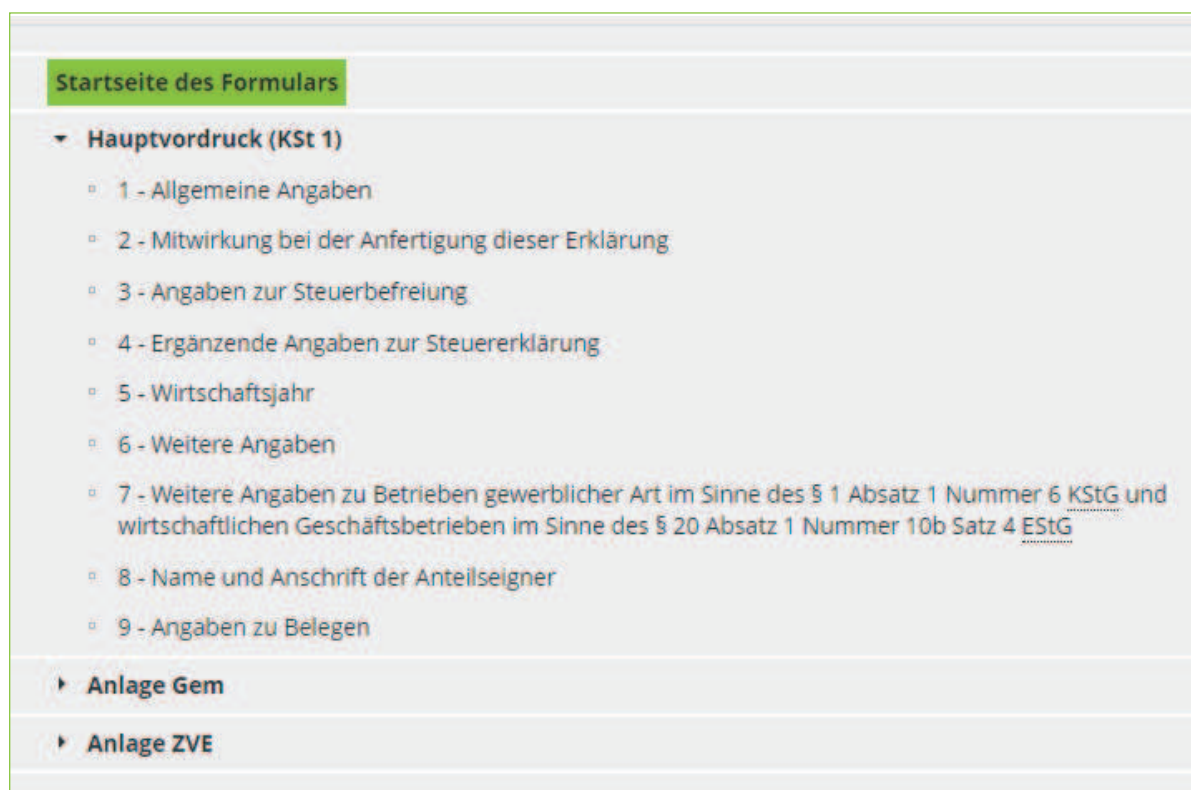 Startseite des Formulars
Hauptvordruck (KSt 1)
1 - Allgemeine Angaben
2 - Mitwirkung bei der Anfertigung dieser Erklärung
3 - Angaben zur Steuerbefreiung
4 - Ergänzende Angaben zur Steuererklärung
5 - Wirtschaftsjahr
6 - Weitere Angaben
7 - Weitere Angaben zu Betrieben gewerblicher Art im Sinne des § 1 Absatz 1 Nummer 6 KStG und
wirtschaftlichen Geschäftsbetrieben im Sinne des § 20 Absatz 1 Nummer 10b Satz 4 EStG
8 - Name und Anschrift der Anteilseigner
9 - Angaben zu Belegen
Anlage Gem
Anlage ZVE